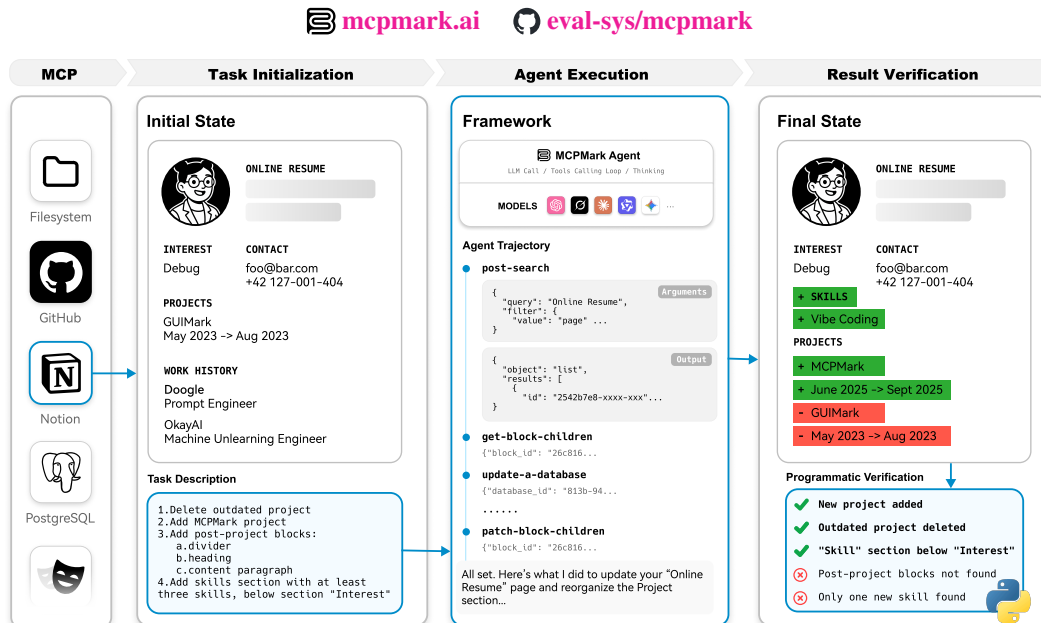 mcpmark.ai eval-sys/mcpmark
MCP
Task Initialization
Agent Execution
Result Verification
Filesystem
GitHub
Notion
PostgreSQL
Initial State
ONLINE RESUME
INTEREST CONTACT
Debug foo@bar.com
+42 127-001-404
PROJECTS
GUIMark
May 2023 -> Aug 2023
WORK HISTORY
Doogle
Prompt Engineer
OkayAI
Machine Unlearning Engineer
Task Description
1.Delete outdated project
2.Add MCPMark project
3.Add post-project blocks:
a.divider
b.heading
c.content paragraph
4.Add skills section with at least
three skills, below section "Interest"
Framework
MCPMark Agent
LLM Call / Tools Calling Loop / Thinking
MODELS ...
Agent Trajectory
post-search
Arguments
{
"query": "Online Resume",
"filter": {
"value": "page" ...
}
Output
{
"object": "list",
"results": [
{
"id": "2542b7e8-xxxx-xxx"...
}
get-block-children
{"block_id": "26c816...
update-a-database
{"database_id": "813b-94...
......
patch-block-children
{"block_id": "26c816...
All set. Here's what I did to update your “Online
Resume” page and reorganize the Project
section...
Final State
ONLINE RESUME
INTEREST CONTACT
Debug foo@bar.com
+42 127-001-404
+ SKILLS
+ Vibe Coding
PROJECTS
+ MCPMark
+ June 2025 -> Sept 2025
- GUIMark
- May 2023 -> Aug 2023
Programmatic Verification
New project added
Outdated project deleted
"Skill" section below "Interest"
Post-project blocks not found
Only one new skill found